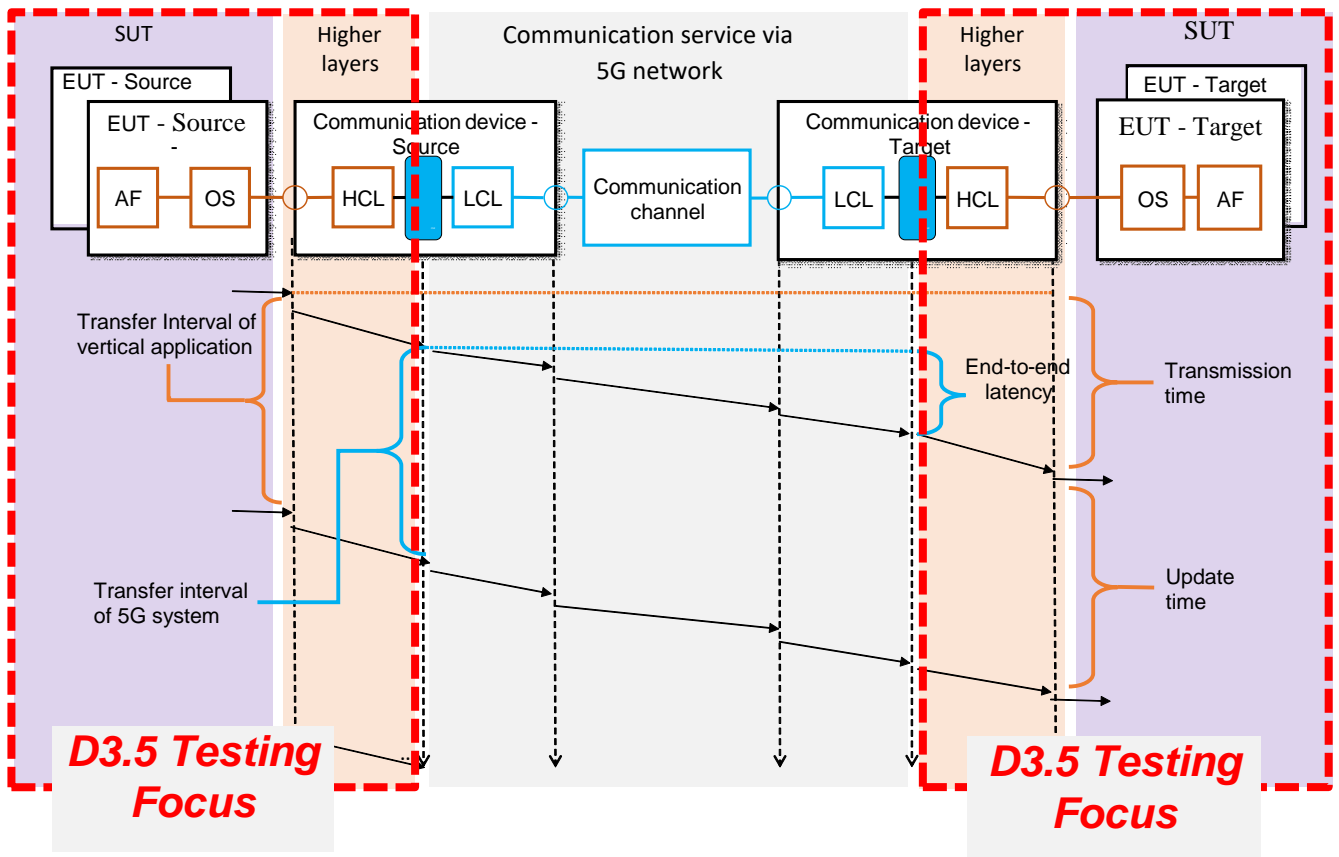 SUT
Higher
layers
Communication service via
5G network
Higher
layers
SUT
EUT - Source
EUT - Source
-
AF
OS
Communication device -
Source
HCL
LCL
Communication
channel
Communication device -
Target
LCL
HCL
EUT - Target
EUT - Target
OS
AF
Transfer Interval of
vertical application
End-to-end
latency
Transmission
time
Transfer interval
of 5G system
Update
time
..
D3.5 Testing
Focus
D3.5 Testing
Focus